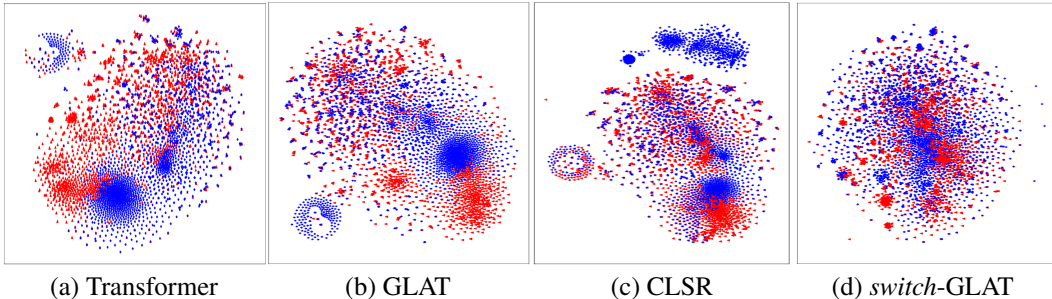 (a) Transformer
(b) GLAT
(c) CLSR
(d) switch-GLAT